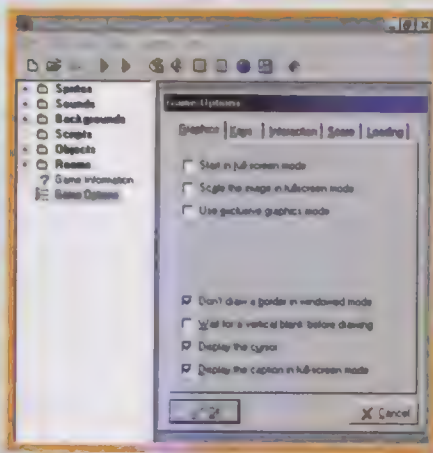 Sprites
Sounds
Backgrounds
Scripts
Objects
Rooms
Game Information
Game Options
Game Options
Graphics Keys Interaction Score Loading
Start in full-screen mode
Scale the image in fullscreen mode
Use exclusive graphics mode
Don't draw a border in windowed mode
Wait for a vertical blank before drawing
Display the cursor
Display the caption in full-screen mode
Cancel